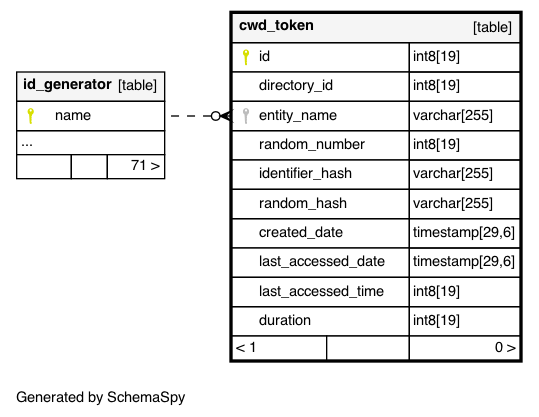 id_generator [table]
name
...
71 >
cwd_token [table]
id int8[19]
directory_id int8[19]
entity_name varchar[255]
random_number int8[19]
identifier_hash varchar[255]
random_hash varchar[255]
created_date timestamp[29,6]
last_accessed_date timestamp[29,6]
last_accessed_time int8[19]
duration int8[19]
< 1 0 >
Generated by SchemaSpy